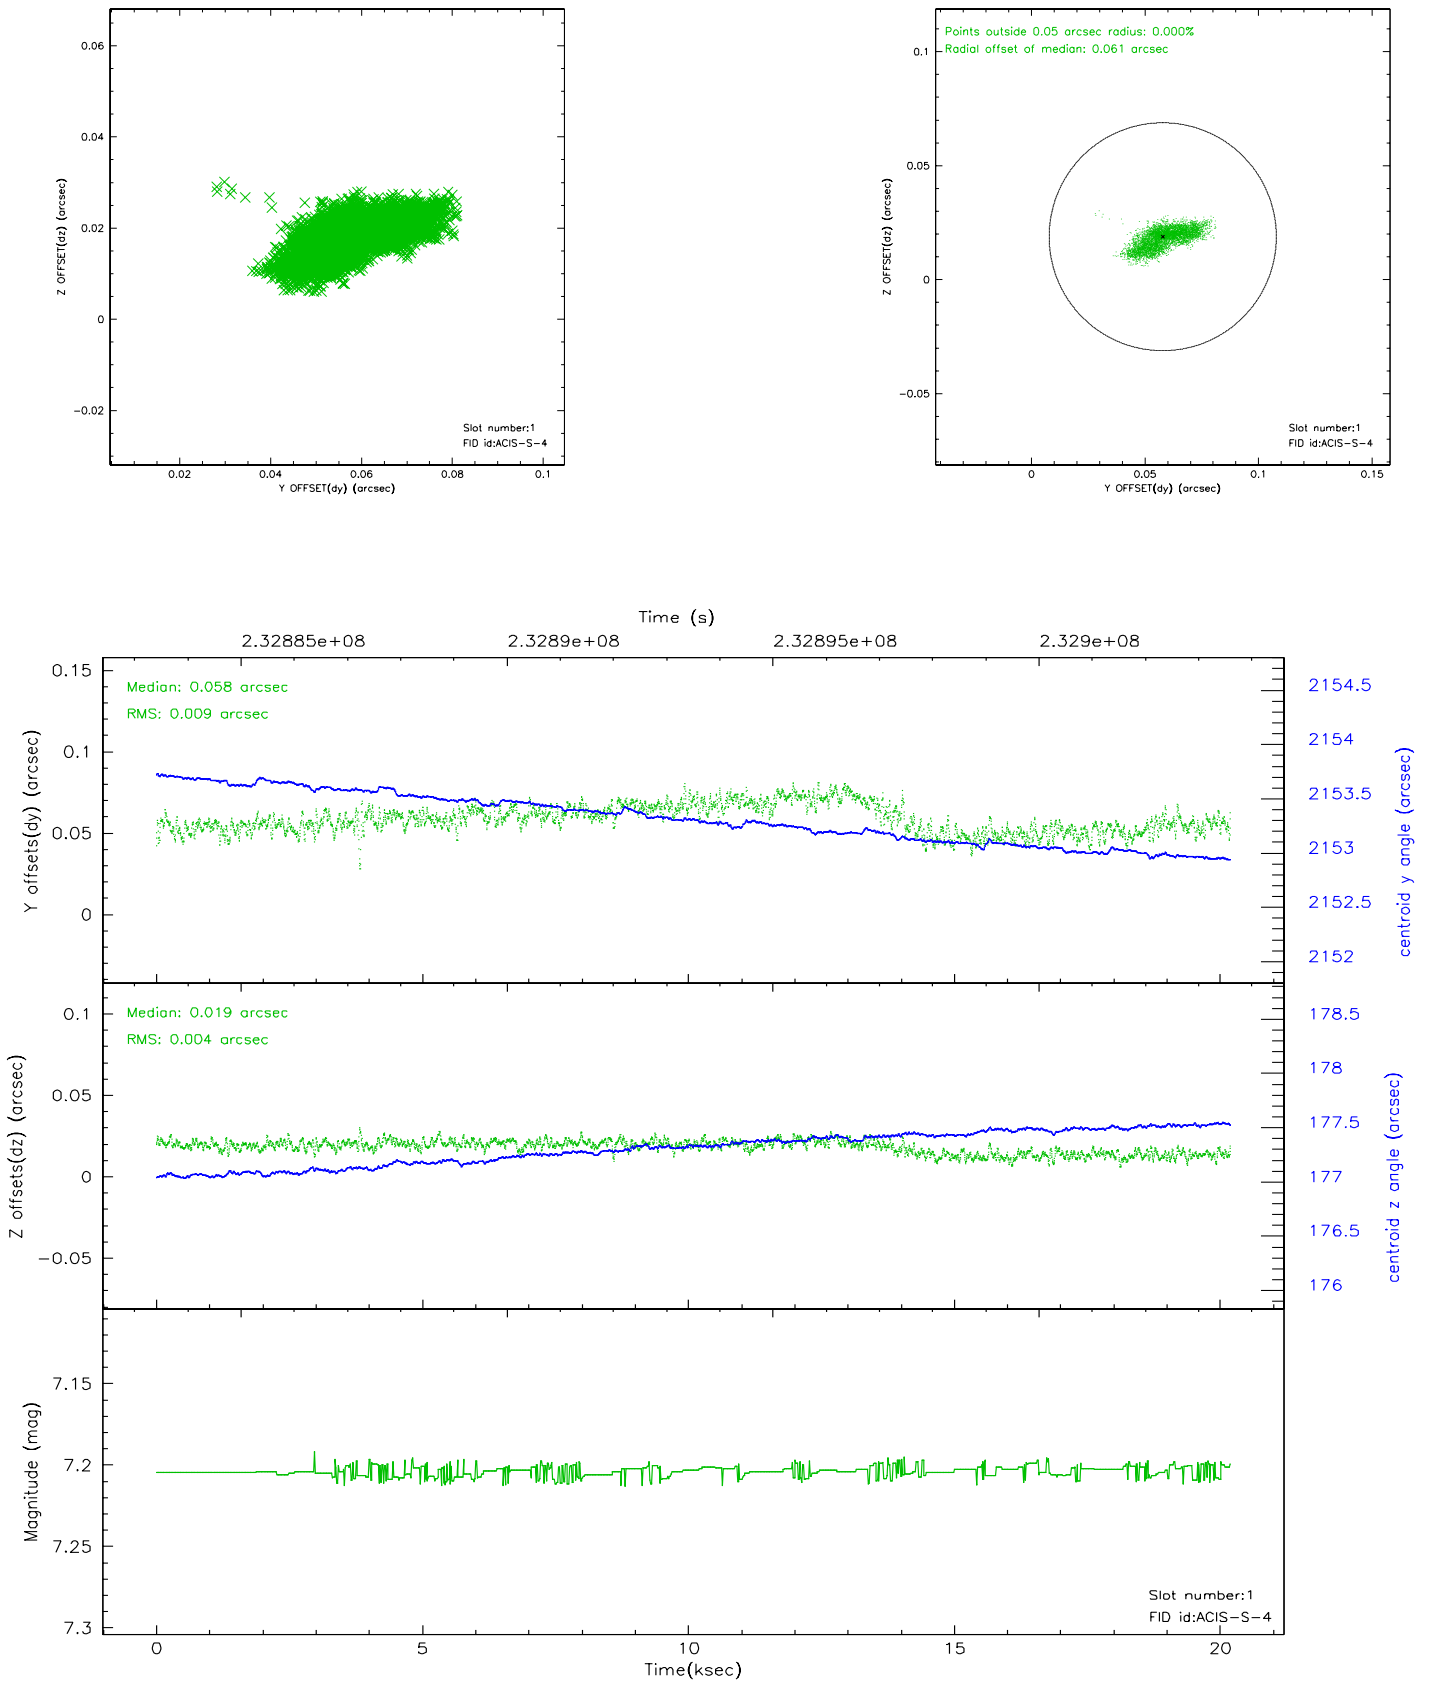 0.06
0.04
0.02
0
−0.02
Z OFFSET(dz) (arcsec)
0.02 0.04 0.06 0.08 0.1
Y OFFSET(dy) (arcsec)
Slot number:1
FID id:ACIS−S−4
Points outside 0.05 arcsec radius: 0.000%
Radial offset of median: 0.061 arcsec
0.1
0.05
0
−0.05
Z OFFSET(dz) (arcsec)
0 0.05 0.1 0.15
Y OFFSET(dy) (arcsec)
Slot number:1
FID id:ACIS−S−4
Time (s)
2.32885e+08 2.3289e+08 2.32895e+08 2.329e+08
Median: 0.058 arcsec
RMS: 0.009 arcsec
0.15
0.1
0.05
0
Y offsets(dy) (arcsec)
2154.5
2154
2153.5
2153
2152.5
2152
centroid y angle (arcsec)
Median: 0.019 arcsec
RMS: 0.004 arcsec
0.1
0.05
0
−0.05
Z offsets(dz) (arcsec)
178.5
178
177.5
177
176.5
176
centroid z angle (arcsec)
7.15
7.2
7.25
7.3
Magnitude (mag)
Slot number:1
FID id:ACIS−S−4
0 5 10 15 20
Time(ksec)